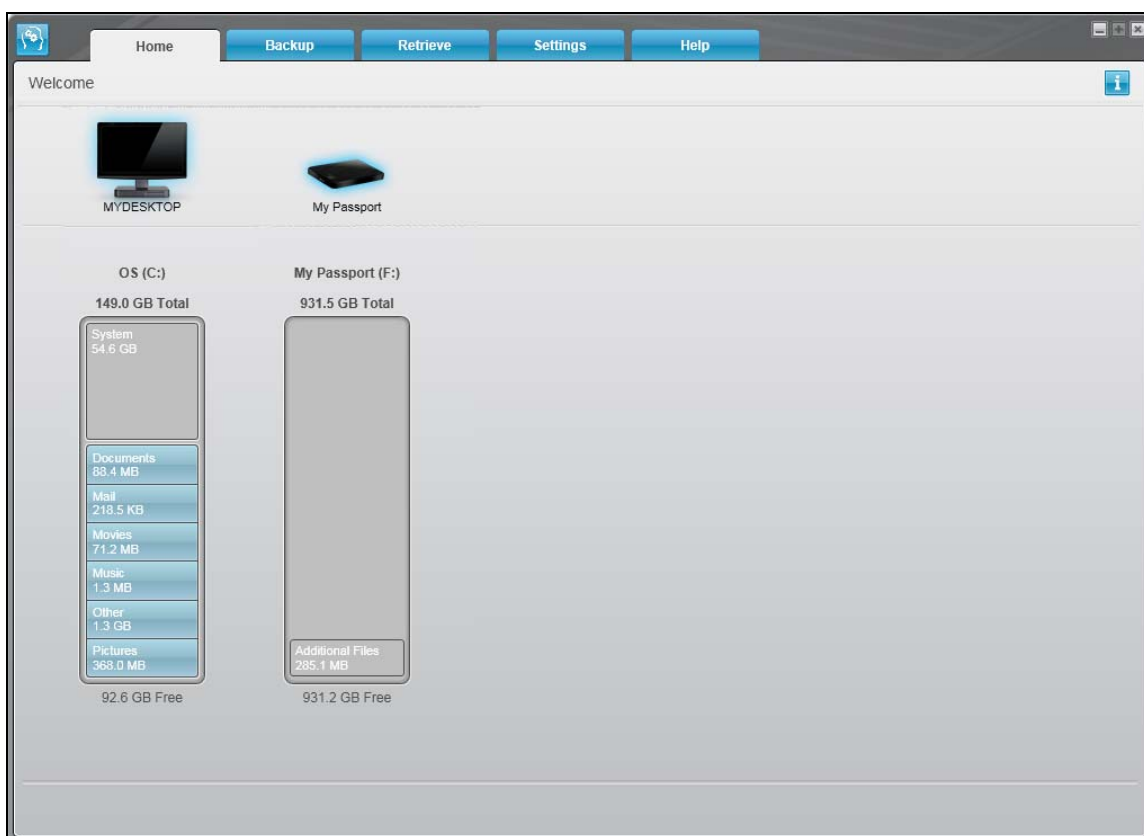 Home
Backup
Retrieve
Settings
Help
Welcome
i
MYDESKTOP
My Passport
OS (C:)
149.0 GB Total
System
54.6 GB
Documents
88.4 MB
Mail
218.5 KB
Movies
71.2 MB
Music
1.3 MB
Other
1.3 GB
Pictures
368.0 MB
92.6 GB Free
My Passport (F:)
931.5 GB Total
Additional Files
285.1 MB
931.2 GB Free